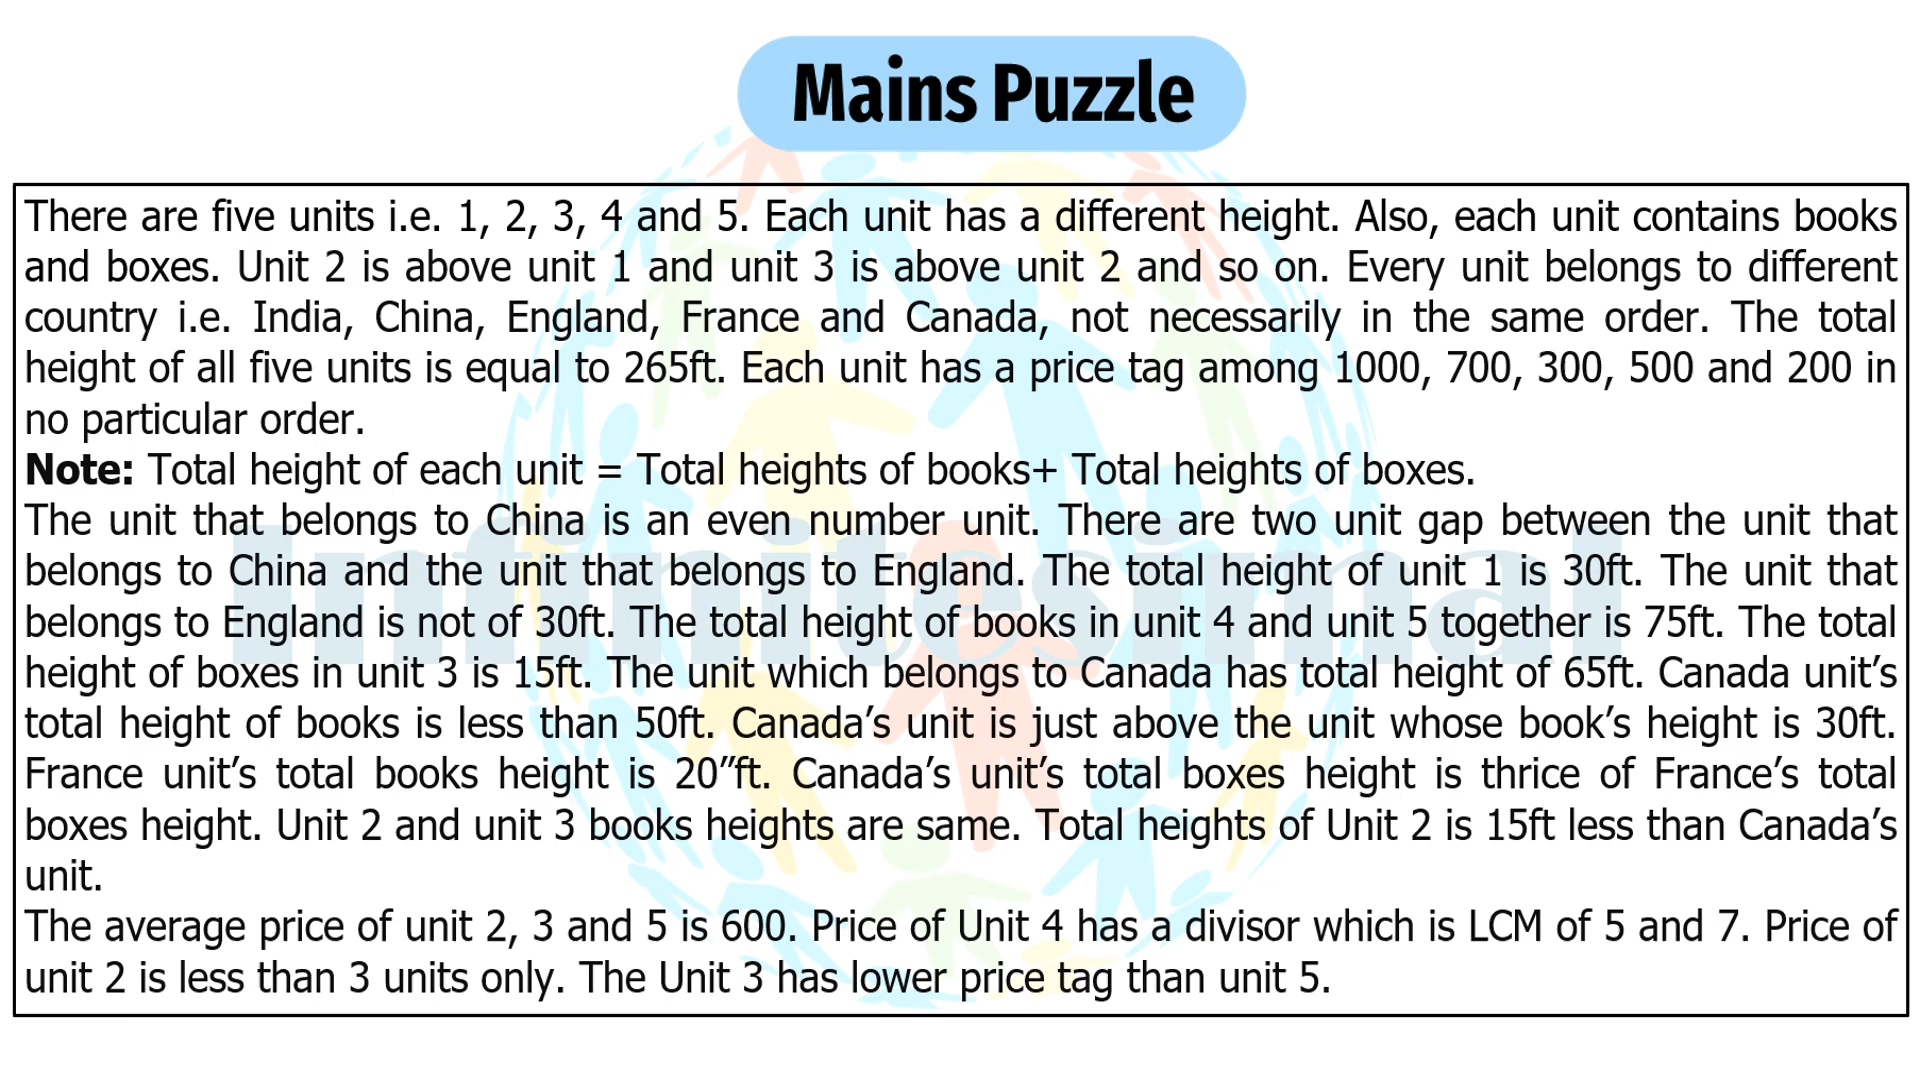 Mains Puzzle
There are five units i.e. 1, 2, 3, 4 and 5. Each unit has a different height. Also, each unit contains books
and boxes. Unit 2 is above unit 1 and unit 3 is above unit 2 and so on. Every unit belongs to different
country i.e. India, China, England, France and Canada, not necessarily in the same order. The total
height of all five units is equal to 265ft. Each unit has a price tag among 1000, 700, 300, 500 and 200 in
no particular order.
Note: Total height of each unit = Total heights of books+ Total heights of boxes.
The unit that belongs to China is an even number unit. There are two unit gap between the unit that
belongs to China and the unit that belongs to England. The total height of unit 1 is 30ft. The unit that
belongs to England is not of 30ft. The total height of books in unit 4 and unit 5 together is 75ft. The total
height of boxes in unit 3 is 15ft. The unit which belongs to Canada has total height of 65ft. Canada unit’s
total height of books is less than 50ft. Canada’s unit is just above the unit whose book’s height is 30ft.
France unit’s total books height is 20”ft. Canada’s unit’s total boxes height is thrice of France’s total
boxes height. Unit 2 and unit 3 books heights are same. Total heights of Unit 2 is 15ft less than Canada’s
unit.
The average price of unit 2, 3 and 5 is 600. Price of Unit 4 has a divisor which is LCM of 5 and 7. Price of
unit 2 is less than 3 units only. The Unit 3 has lower price tag than unit 5.
Infinitesimal